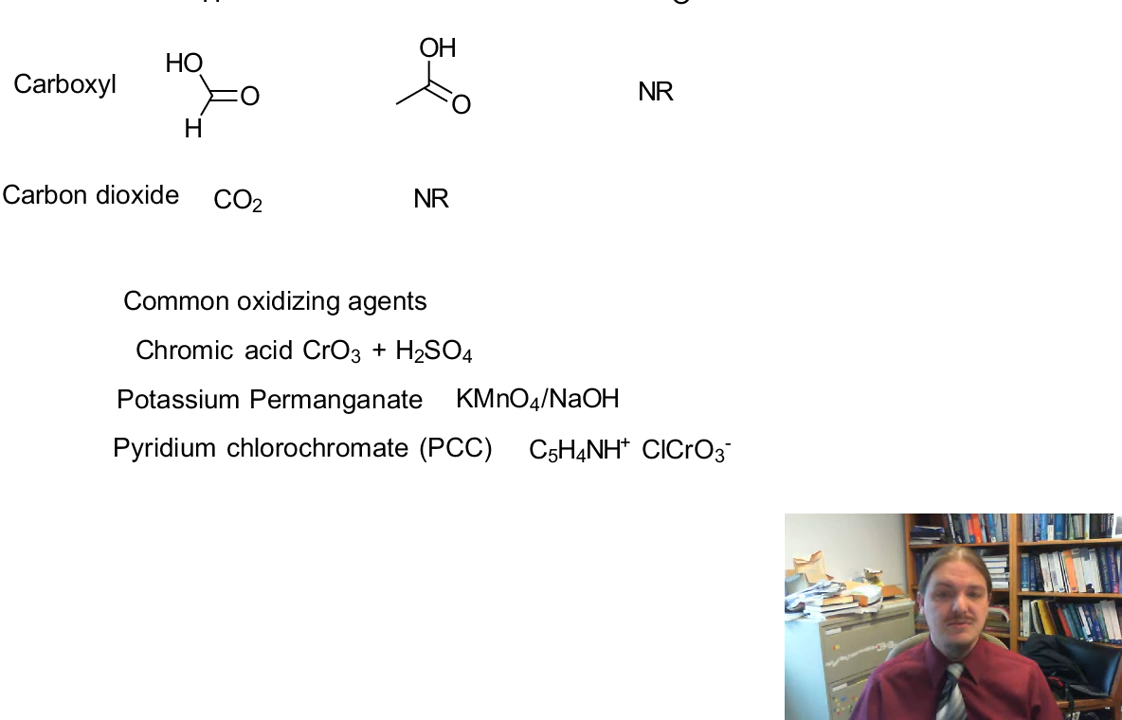 Carboxyl HO O H OH O NR
Carbon dioxide CO₂ NR
Common oxidizing agents
Chromic acid CrO₃ + H₂SO₄
Potassium Permanganate KMnO₄/NaOH
Pyridium chlorochromate (PCC) C₅H₄NH⁺ ClCrO₃⁻